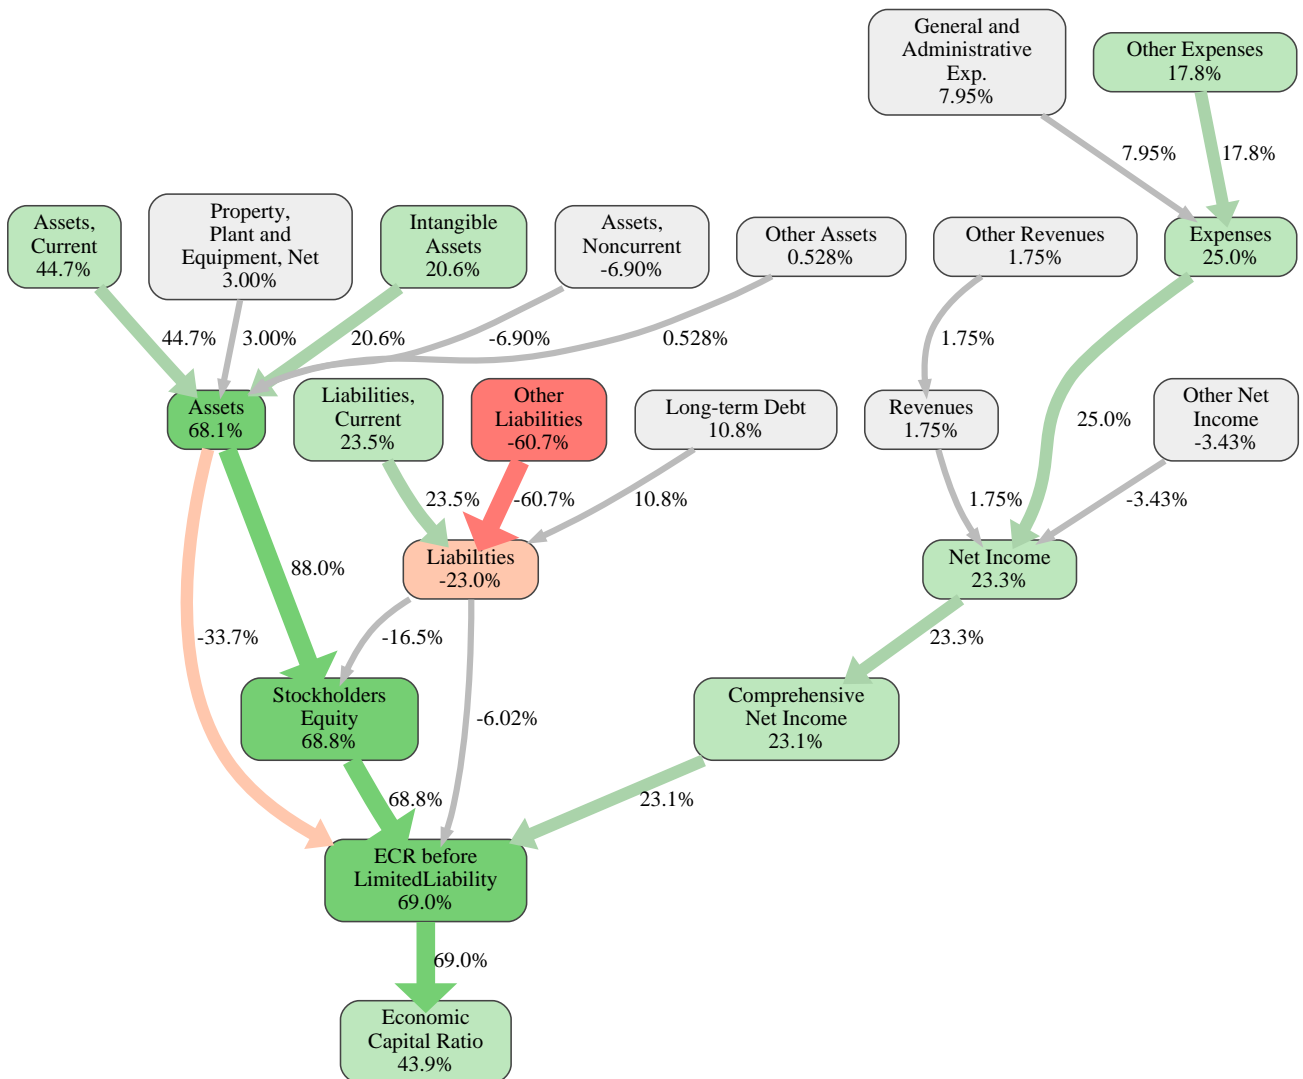 General and
Administrative
Exp.
7.95%
Other Expenses
17.8%
7.95%
17.8%
Assets,
Current
44.7%
Property,
Plant and
Equipment, Net
3.00%
Intangible
Assets
20.6%
Assets,
Noncurrent
-6.90%
Other Assets
0.528%
Other Revenues
1.75%
Expenses
25.0%
44.7%
3.00%
20.6%
-6.90%
0.528%
1.75%
25.0%
Assets
68.1%
Liabilities,
Current
23.5%
Other
Liabilities
-60.7%
Long-term Debt
10.8%
Revenues
1.75%
Other Net
Income
-3.43%
23.5%
-60.7%
10.8%
1.75%
-3.43%
88.0%
Liabilities
-23.0%
Net Income
23.3%
-33.7%
-16.5%
-6.02%
23.3%
Stockholders
Equity
68.8%
Comprehensive
Net Income
23.1%
68.8%
23.1%
ECR before
LimitedLiability
69.0%
69.0%
Economic
Capital Ratio
43.9%